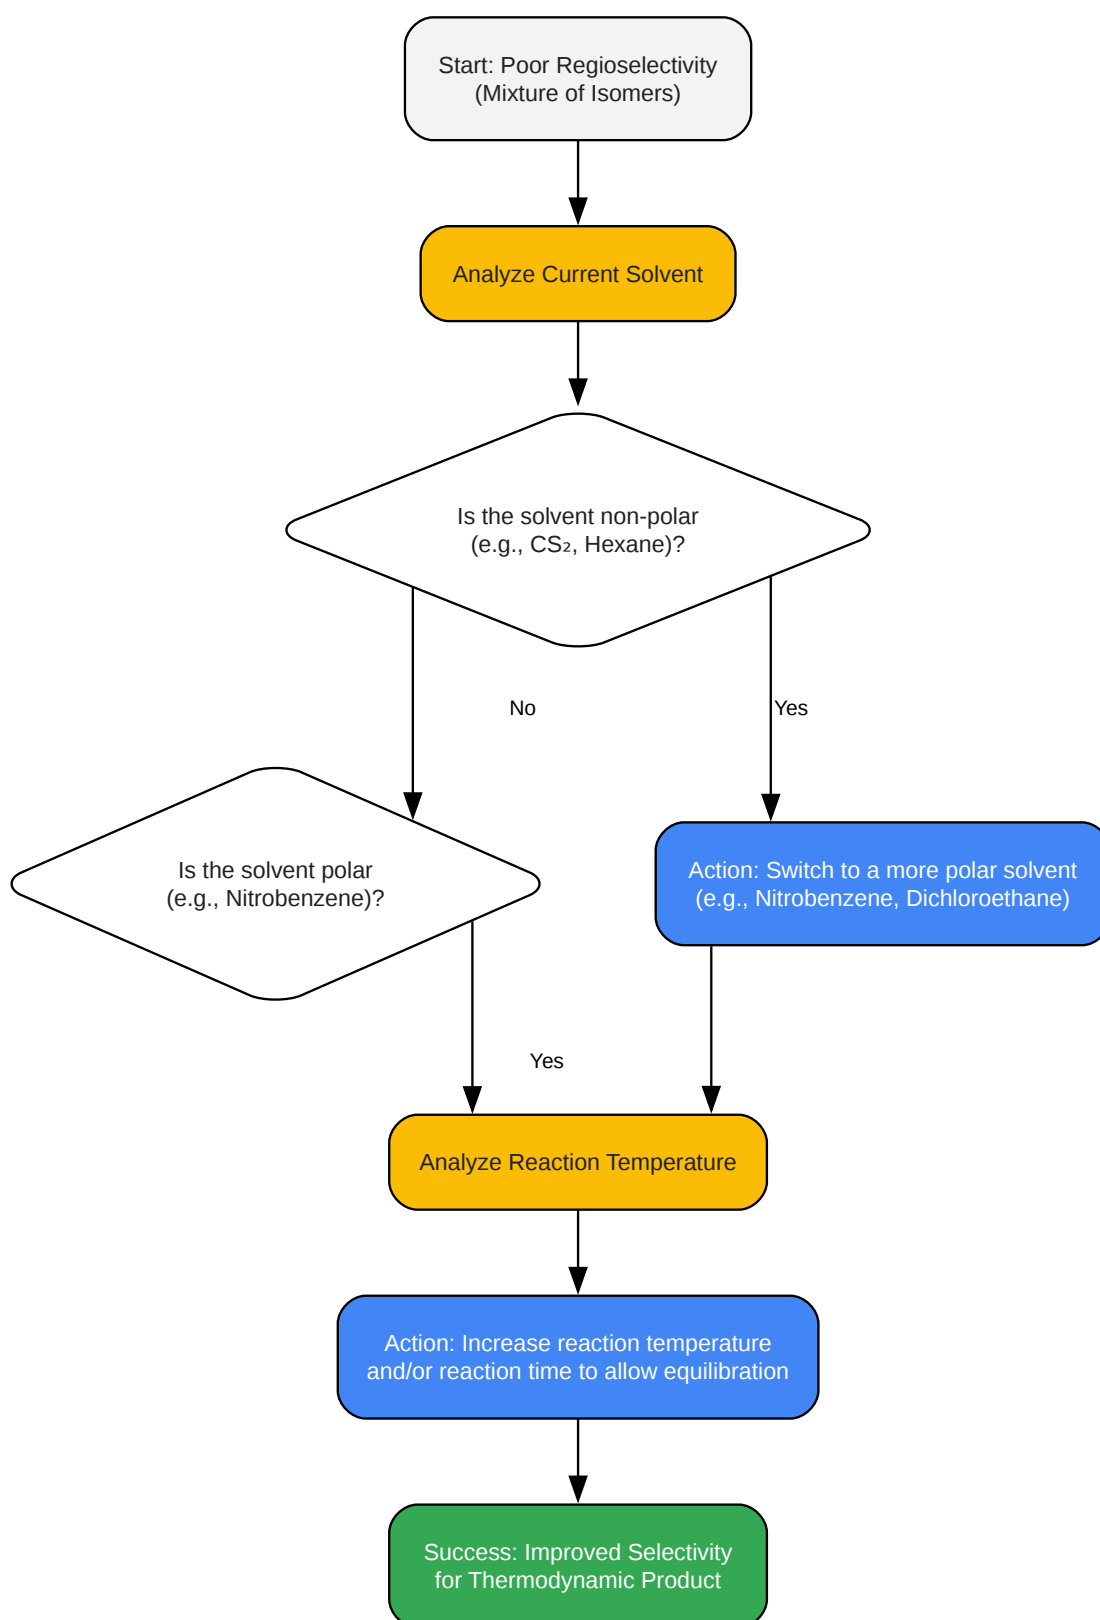 Start: Poor Regioselectivity
(Mixture of Isomers)
Analyze Current Solvent
Is the solvent non-polar
(e.g., CS₂, Hexane)?
No
Yes
Is the solvent polar
(e.g., Nitrobenzene)?
Action: Switch to a more polar solvent
(e.g., Nitrobenzene, Dichloroethane)
Yes
Analyze Reaction Temperature
Action: Increase reaction temperature
and/or reaction time to allow equilibration
Success: Improved Selectivity
for Thermodynamic Product